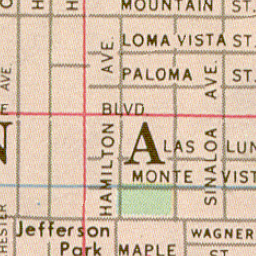 MOUNTAIN ST.
LOMA VISTA ST.
AVE.
AVE
PALOMA ST.
AVE.
BLVD
HAMILTON
A
LAS LUN
SINALOA
MONTE VIST
Jefferson
Park
WAGNER
MAPLE ST.